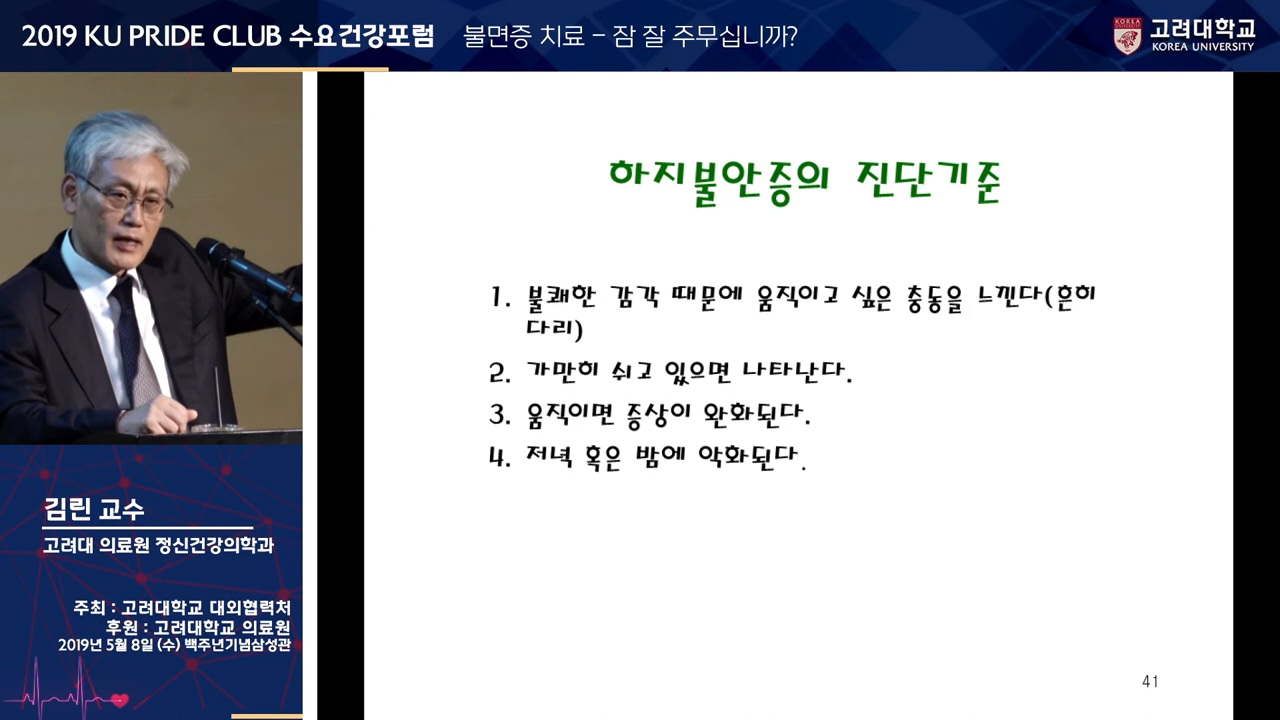 2019 KU PRIDE CLUB 수요건강포럼 불면증 치료 – 잠 잘 주무십니까?
KOREA UNIVERSITY
고려대학교
KOREA UNIVERSITY
하지불안증의 진단기준
1. 불쾌한 감각 때문에 움직이고 싶은 충동을 느낀다(흔히
다리)
2. 가만히 쉬고 있으면 나타난다.
3. 움직이면 증상이 완화된다.
4. 저녁 혹은 밤에 악화된다.
41
김린 교수
고려대 의료원 정신건강의학과
주최 : 고려대학교 대외협력처
후원 : 고려대학교 의료원
2019년 5월 8일 (수) 백주년기념삼성관